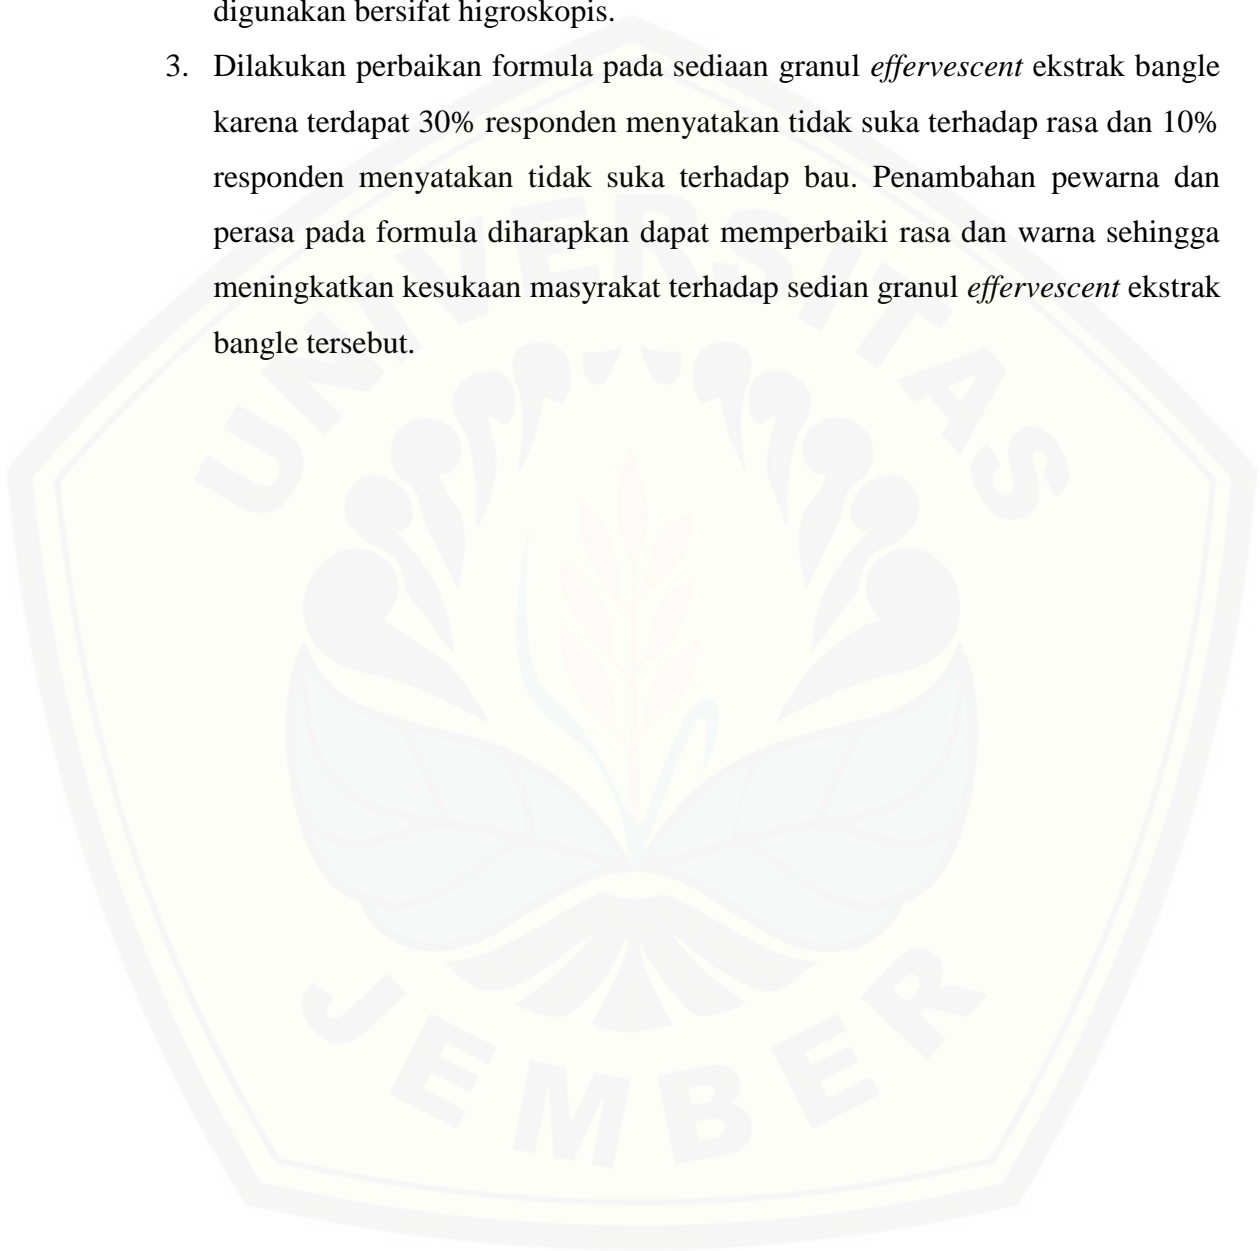 digunakan bersifat higroskopis.
3. Dilakukan perbaikan formula pada sediaan granul effervescent ekstrak bangle
karena terdapat 30% responden menyatakan tidak suka terhadap rasa dan 10%
responden menyatakan tidak suka terhadap bau. Penambahan pewarna dan
perasa pada formula diharapkan dapat memperbaiki rasa dan warna sehingga
meningkatkan kesukaan masyrakat terhadap sedian granul effervescent ekstrak
bangle tersebut.
UNIVERSITAS
JEMBER